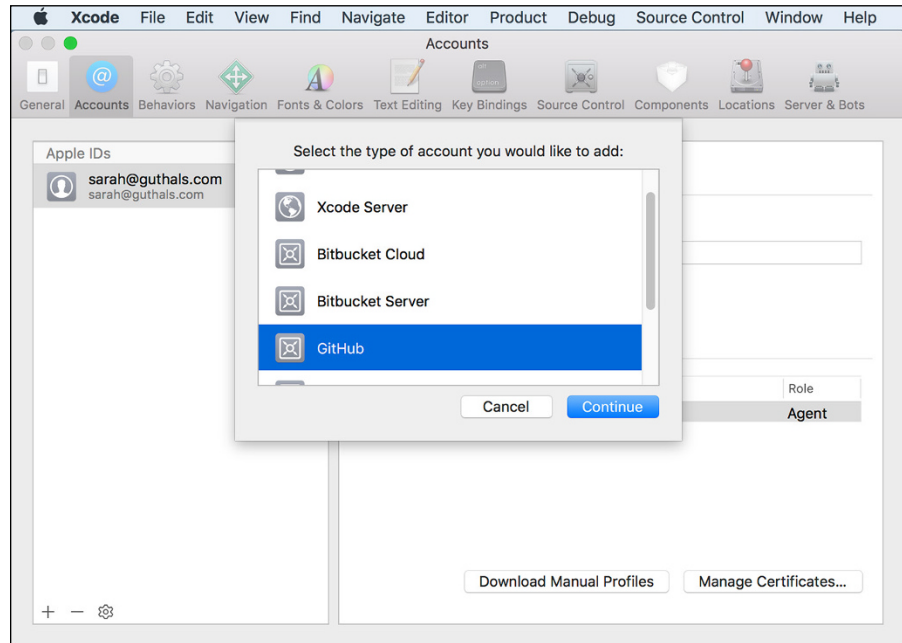 Xcode File Edit View Find Navigate Editor Product Debug Source Control Window Help
Accounts
General Accounts Behaviors Navigation Fonts & Colors Text Editing Key Bindings Source Control Components Locations Server & Bots
Select the type of account you would like to add:
Apple IDs
sarah@guthals.com
sarah@guthals.com
Xcode Server
Bitbucket Cloud
Bitbucket Server
GitHub
Cancel Continue
Role
Agent
Download Manual Profiles Manage Certificates...